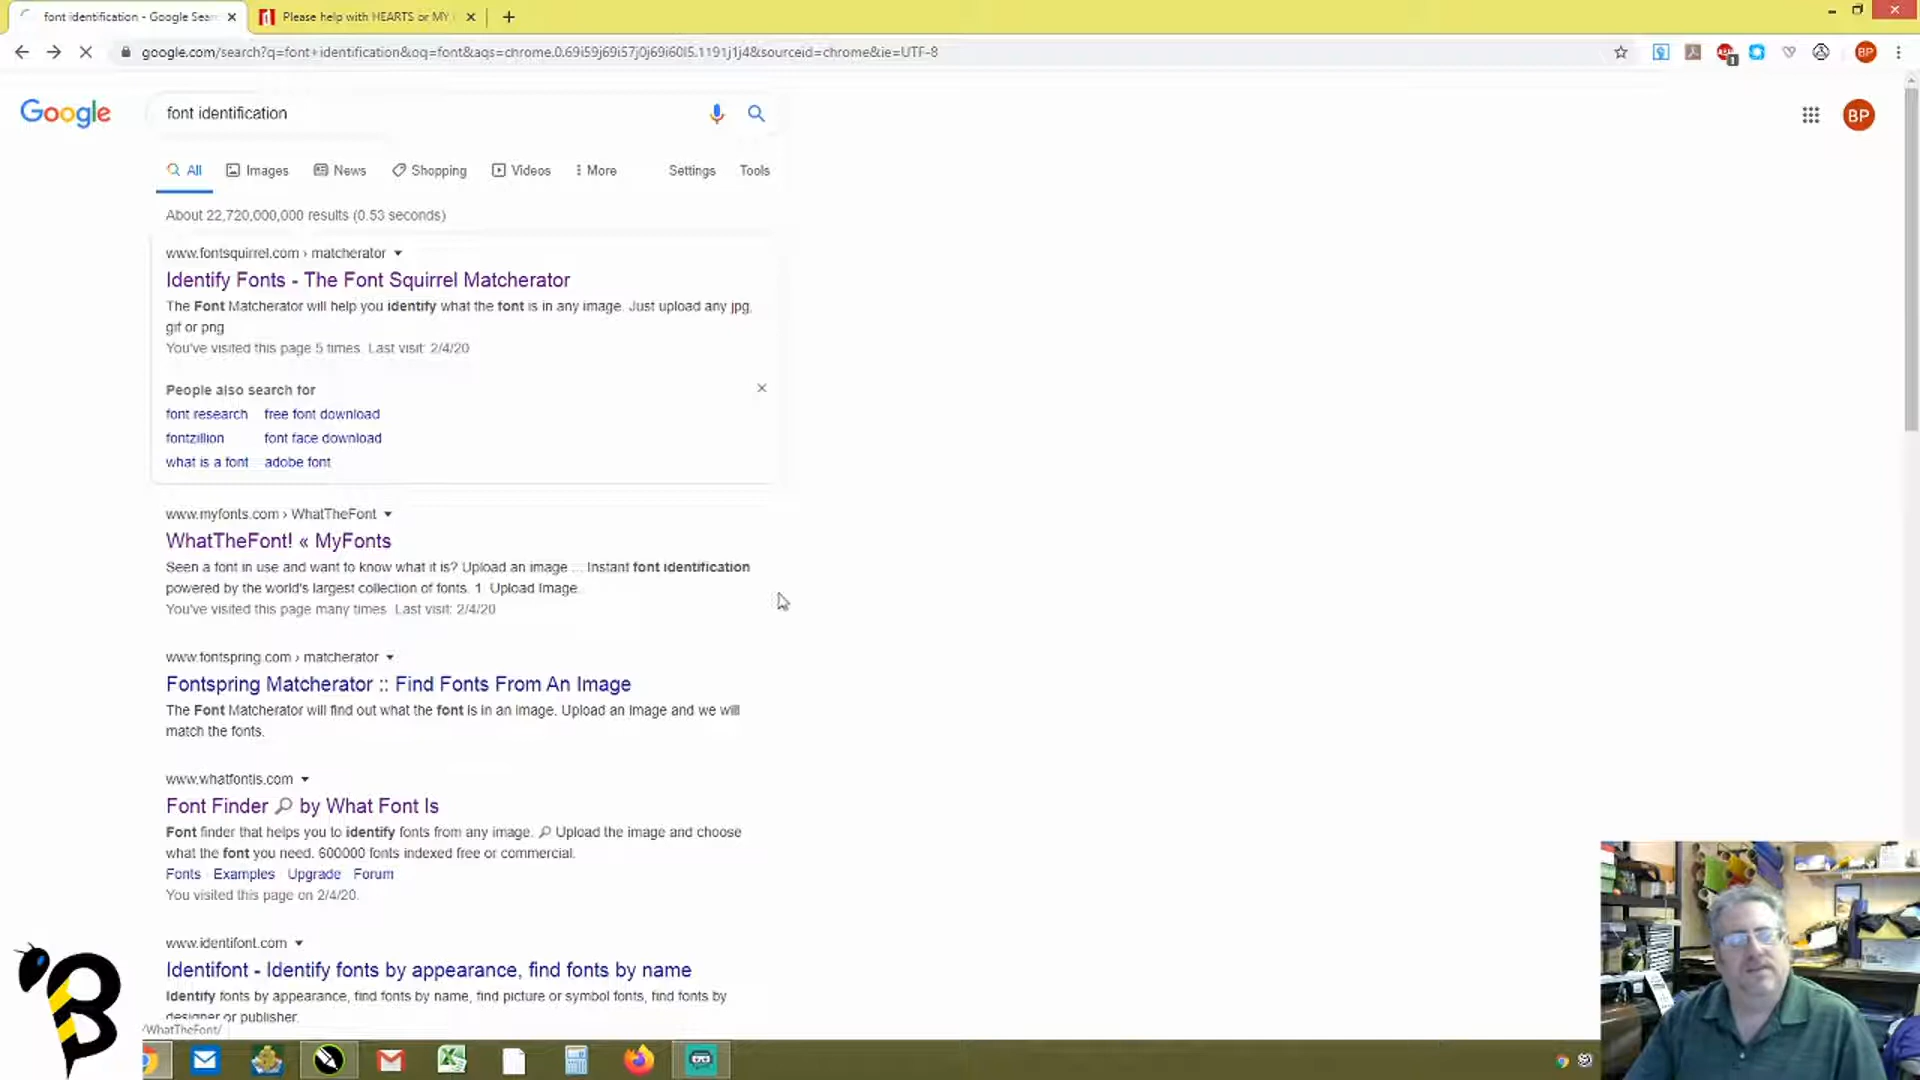 font identification - Google Sear
Please help with HEARTS or MY
google.com/search?q=font+identification&oq=font&aqs=chrome.0.69i59j69i57j0j69i60l5.1191j1j4&sourceid=chrome&ie=UTF-8
BP
Google
font identification
BP
All Images News Shopping Videos More Settings Tools
About 22,720,000,000 results (0.53 seconds)
www.fontsquirrel.com › matcherator
Identify Fonts - The Font Squirrel Matcherator
The Font Matcherator will help you identify what the font is in any image. Just upload any jpg,
gif or png
You've visited this page 5 times. Last visit: 2/4/20
People also search for
font research free font download
fontzillion font face download
what is a font adobe font
www.myfonts.com › WhatTheFont
WhatTheFont! « MyFonts
Seen a font in use and want to know what it is? Upload an image ... Instant font identification
powered by the world's largest collection of fonts. 1. Upload Image.
You've visited this page many times. Last visit: 2/4/20
www.fontspring.com › matcherator
Fontspring Matcherator :: Find Fonts From An Image
The Font Matcherator will find out what the font is in an image. Upload an image and we will
match the fonts.
www.whatfontis.com
Font Finder 🔎 by What Font Is
Font finder that helps you to identify fonts from any image. 🔎 Upload the image and choose
what the font you need. 600000 fonts indexed free or commercial.
Fonts · Examples · Upgrade · Forum
You visited this page on 2/4/20.
www.identifont.com
Identifont - Identify fonts by appearance, find fonts by name
Identify fonts by appearance, find fonts by name, find picture or symbol fonts, find fonts by
designer or publisher.
/WhatTheFont/
B